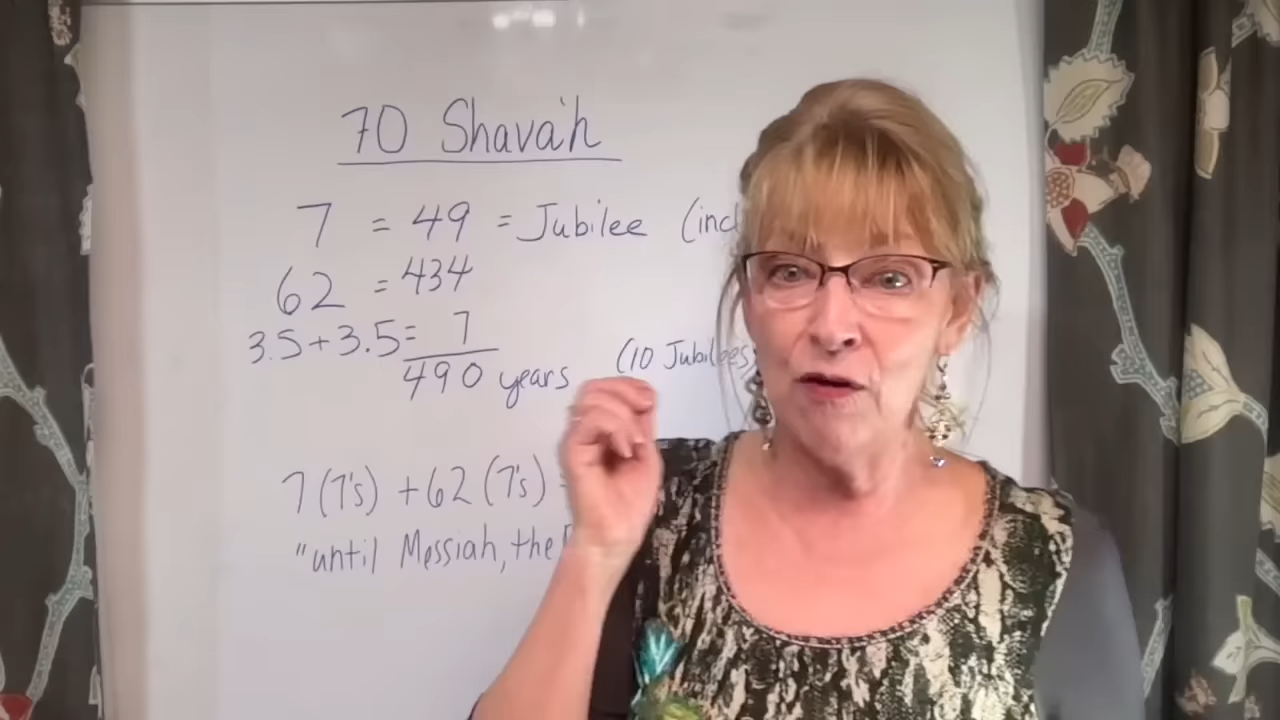 70 Shavah
7 = 49 = Jubilee (incl
62 = 434
3.5 + 3.5 = 7
490 years (10 Jubilees
7 (7's) + 62 (7's) =
"until Messiah, the